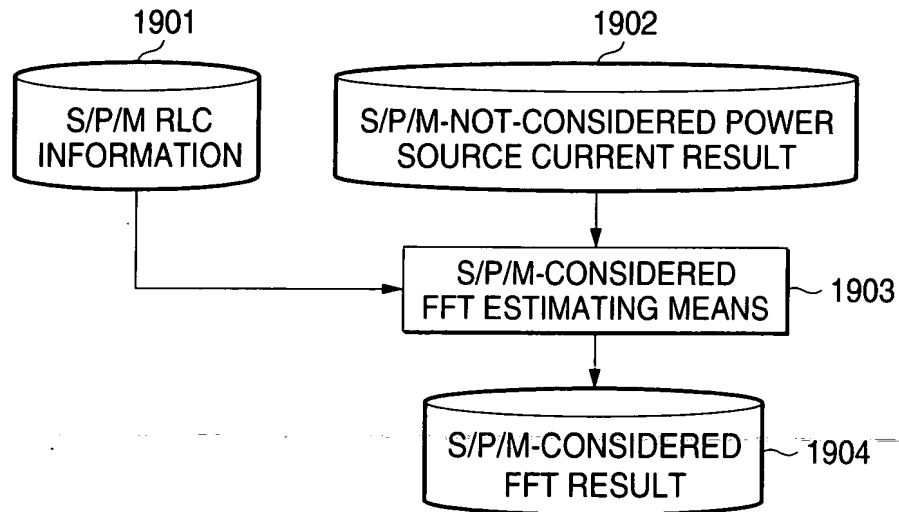 1901
1902
S/P/M RLC
INFORMATION
S/P/M-NOT-CONSIDERED POWER
SOURCE CURRENT RESULT
S/P/M-CONSIDERED
FFT ESTIMATING MEANS
1903
S/P/M-CONSIDERED
FFT RESULT
1904